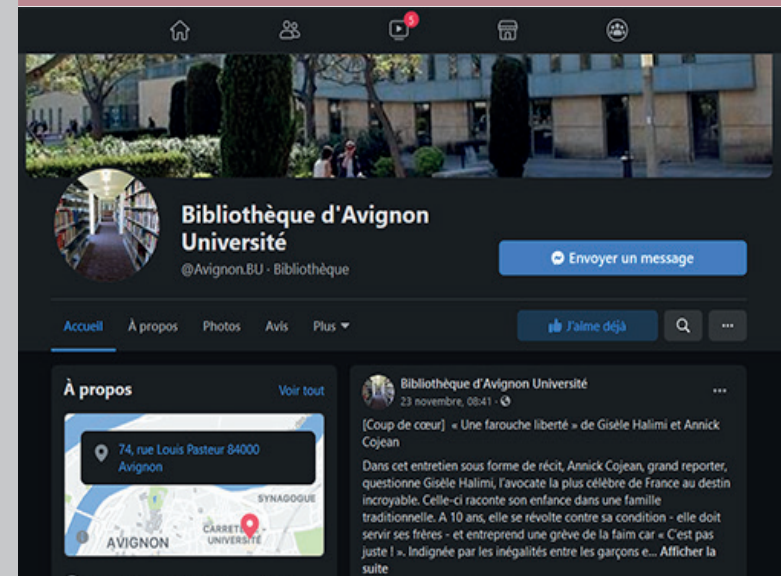 5
Bibliothèque d'Avignon
Université
@Avignon.BU · Bibliothèque
Envoyer un message
Accueil
À propos
Photos
Avis
Plus
J'aime déjà
À propos
Voir tout
74, rue Louis Pasteur 84000
Avignon
SYNAGOGUE
CARRETE
UNIVERSITÉ
AVIGNON
Bibliothèque d'Avignon Université
23 novembre, 08:41 ·
[Coup de cœur] « Une farouche liberté » de Gisèle Halimi et Annick
Cojean
Dans cet entretien sous forme de récit, Annick Cojean, grand reporter,
questionne Gisèle Halimi, l'avocate la plus célèbre de France au destin
incroyable. Celle-ci raconte son enfance dans une famille
traditionnelle. A 10 ans, elle se révolte contre sa condition - elle doit
servir ses frères - et entreprend une grève de la faim car « C'est pas
juste ! ». Indignée par les inégalités entre les garçons e... Afficher la
suite